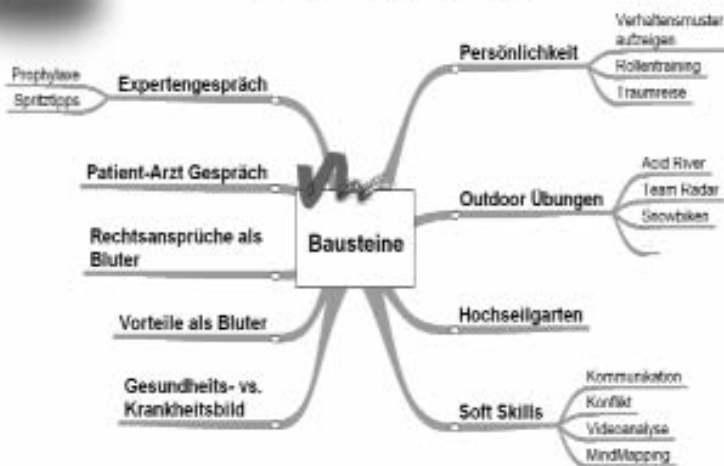 Expertengespräch
Prophylaxe
Spritztipps
Patient-Arzt Gespräch
Rechtsansprüche als
Bluter
Vorteile als Bluter
Gesundheits- vs.
Krankheitsbild
Bausteine
Persönlichkeit
Verhaltensmuster
aufzeigen
Rollentraining
Traumreise
Outdoor Übungen
Acid River
Team Radar
Snowbiken
Hochseilgarten
Soft Skills
Kommunikation
Konflikt
Videoanalyse
MindMapping